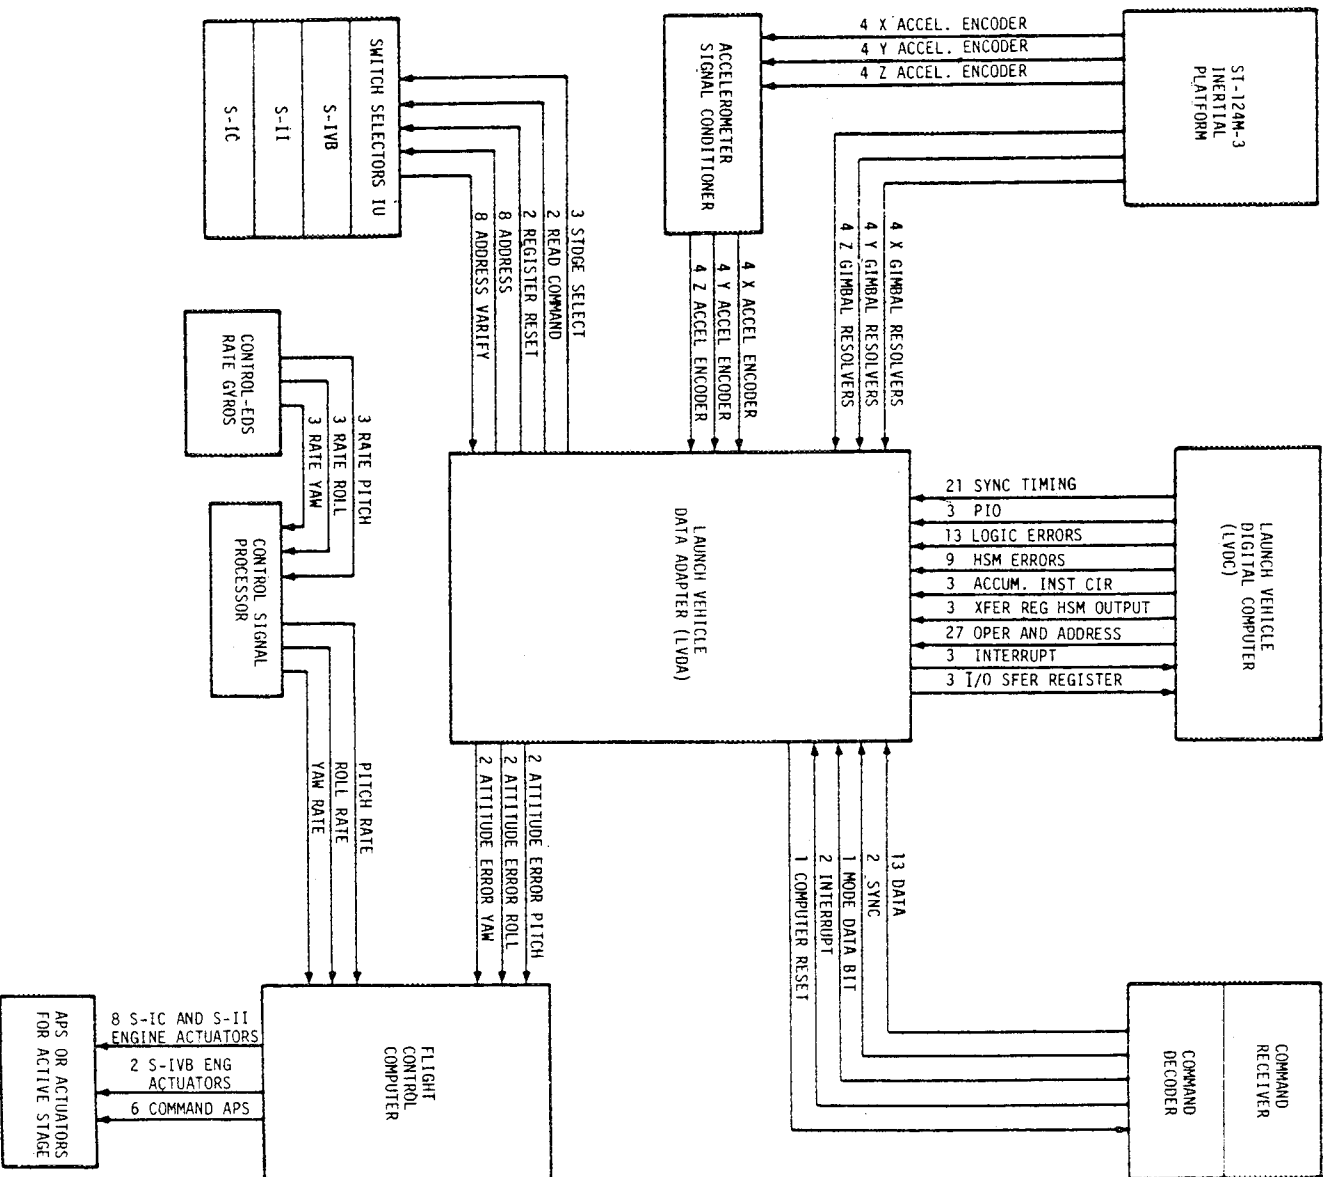 4 X ACCEL. ENCODER
4 Y ACCEL. ENCODER
4 Z ACCEL. ENCODER
ST-124M-3
INERTIAL
PLATFORM
ACCELEROMETER
SIGNAL CONDITIONER
SWITCH SELECTORS IU
S-IVB
S-II
S-IC
3 STDGE SELECT
2 READ COMMAND
2 REGISTER RESET
8 ADDRESS
8 ADDRESS VARIFY
4 X GIMBAL RESOLVERS
4 Y GIMBAL RESOLVERS
4 Z GIMBAL RESOLVERS
4 X ACCEL ENCODER
4 Y ACCEL ENCODER
4 Z ACCEL ENCODER
CONTROL-EDS
RATE GYROS
3 RATE PITCH
3 RATE ROLL
3 RATE YAW
CONTROL SIGNAL
PROCESSOR
LAUNCH VEHICLE
DATA ADAPTER (LVDA)
21 SYNC TIMING
3 PIO
13 LOGIC ERRORS
9 HSM ERRORS
3 ACCUM. INST CIR
3 XFER REG HSM OUTPUT
27 OPER AND ADDRESS
3 INTERRUPT
3 I/O SFER REGISTER
LAUNCH VEHICLE
DIGITAL COMPUTER
(LVDC)
PITCH RATE
ROLL RATE
YAW RATE
2 ATTITUDE ERROR PITCH
2 ATTITUDE ERROR ROLL
2 ATTITUDE ERROR YAW
13 DATA
2 SYNC
1 MODE DATA BIT
2 INTERRUPT
1 COMPUTER RESET
COMMAND
RECEIVER
COMMAND
DECODER
FLIGHT
CONTROL
COMPUTER
8 S-IC AND S-II
ENGINE ACTUATORS
2 S-IVB ENG
ACTUATORS
6 COMMAND APS
APS OR ACTUATORS
FOR ACTIVE STAGE